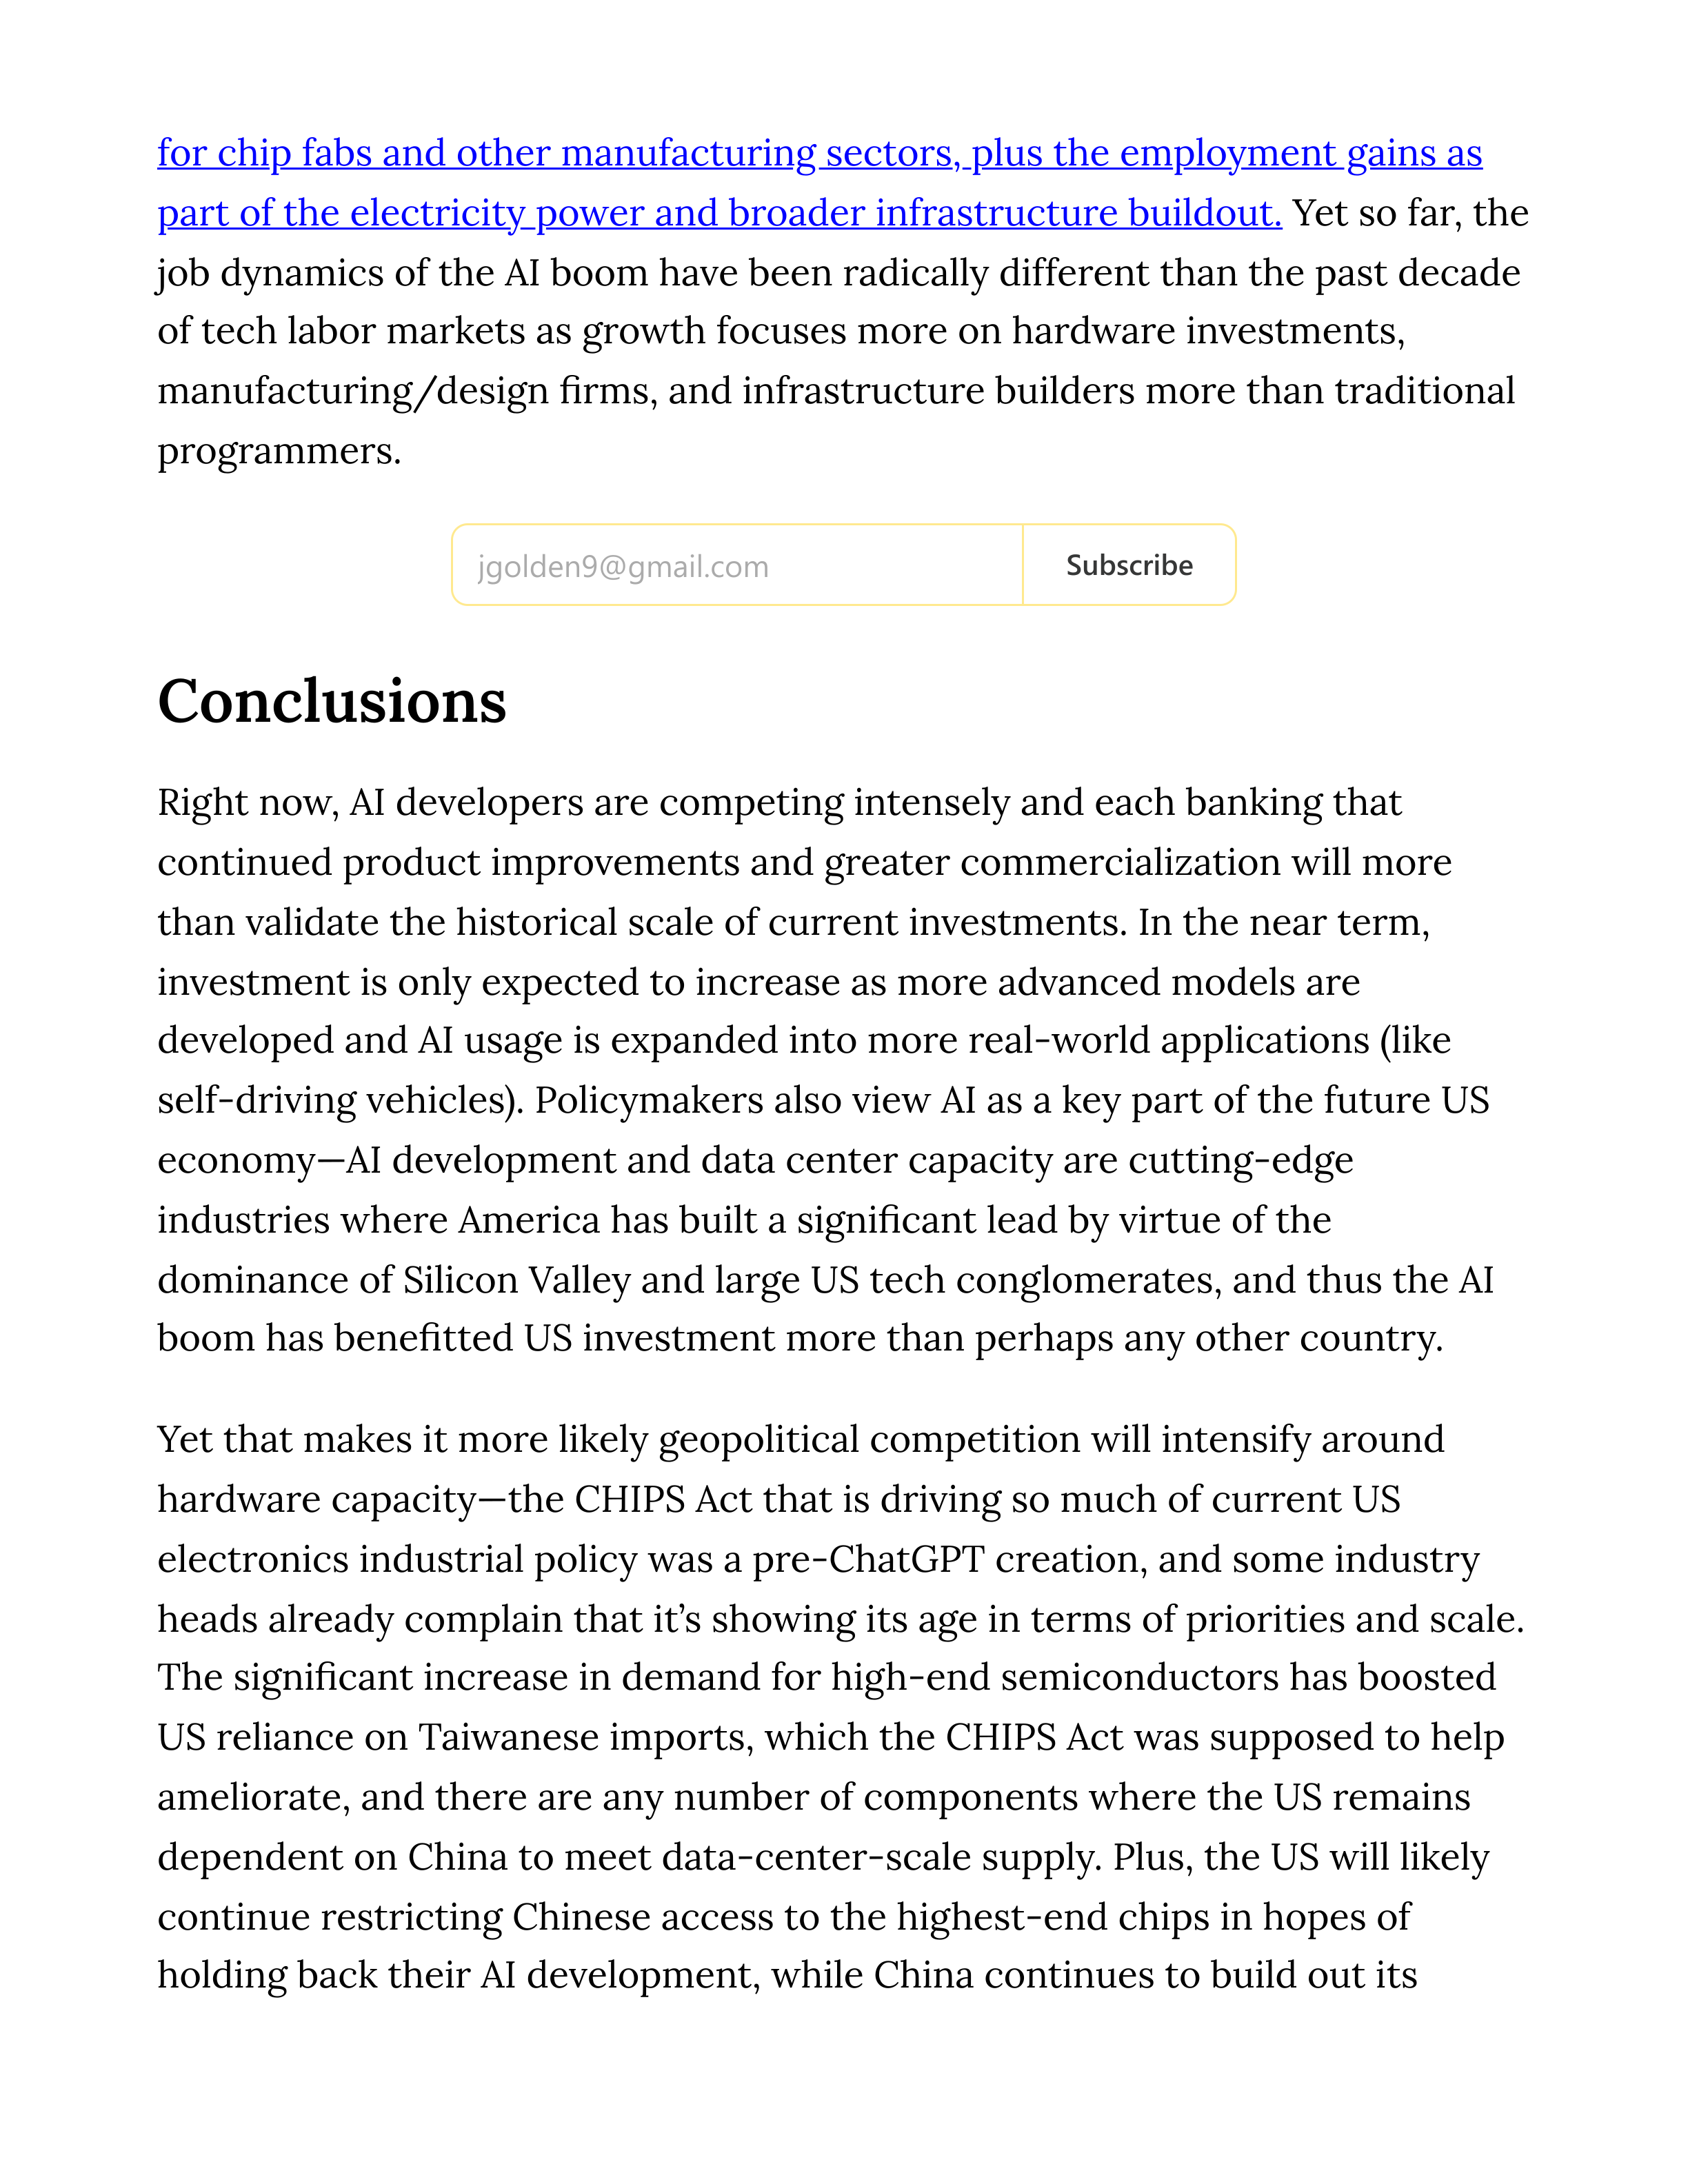 for chip fabs and other manufacturing sectors, plus the employment gains as
part of the electricity power and broader infrastructure buildout. Yet so far, the
job dynamics of the AI boom have been radically different than the past decade
of tech labor markets as growth focuses more on hardware investments,
manufacturing/design firms, and infrastructure builders more than traditional
programmers.
jgolden9@gmail.com
Subscribe
Conclusions
Right now, AI developers are competing intensely and each banking that
continued product improvements and greater commercialization will more
than validate the historical scale of current investments. In the near term,
investment is only expected to increase as more advanced models are
developed and AI usage is expanded into more real-world applications (like
self-driving vehicles). Policymakers also view AI as a key part of the future US
economy—AI development and data center capacity are cutting-edge
industries where America has built a significant lead by virtue of the
dominance of Silicon Valley and large US tech conglomerates, and thus the AI
boom has benefitted US investment more than perhaps any other country.
Yet that makes it more likely geopolitical competition will intensify around
hardware capacity—the CHIPS Act that is driving so much of current US
electronics industrial policy was a pre-ChatGPT creation, and some industry
heads already complain that it’s showing its age in terms of priorities and scale.
The significant increase in demand for high-end semiconductors has boosted
US reliance on Taiwanese imports, which the CHIPS Act was supposed to help
ameliorate, and there are any number of components where the US remains
dependent on China to meet data-center-scale supply. Plus, the US will likely
continue restricting Chinese access to the highest-end chips in hopes of
holding back their AI development, while China continues to build out its